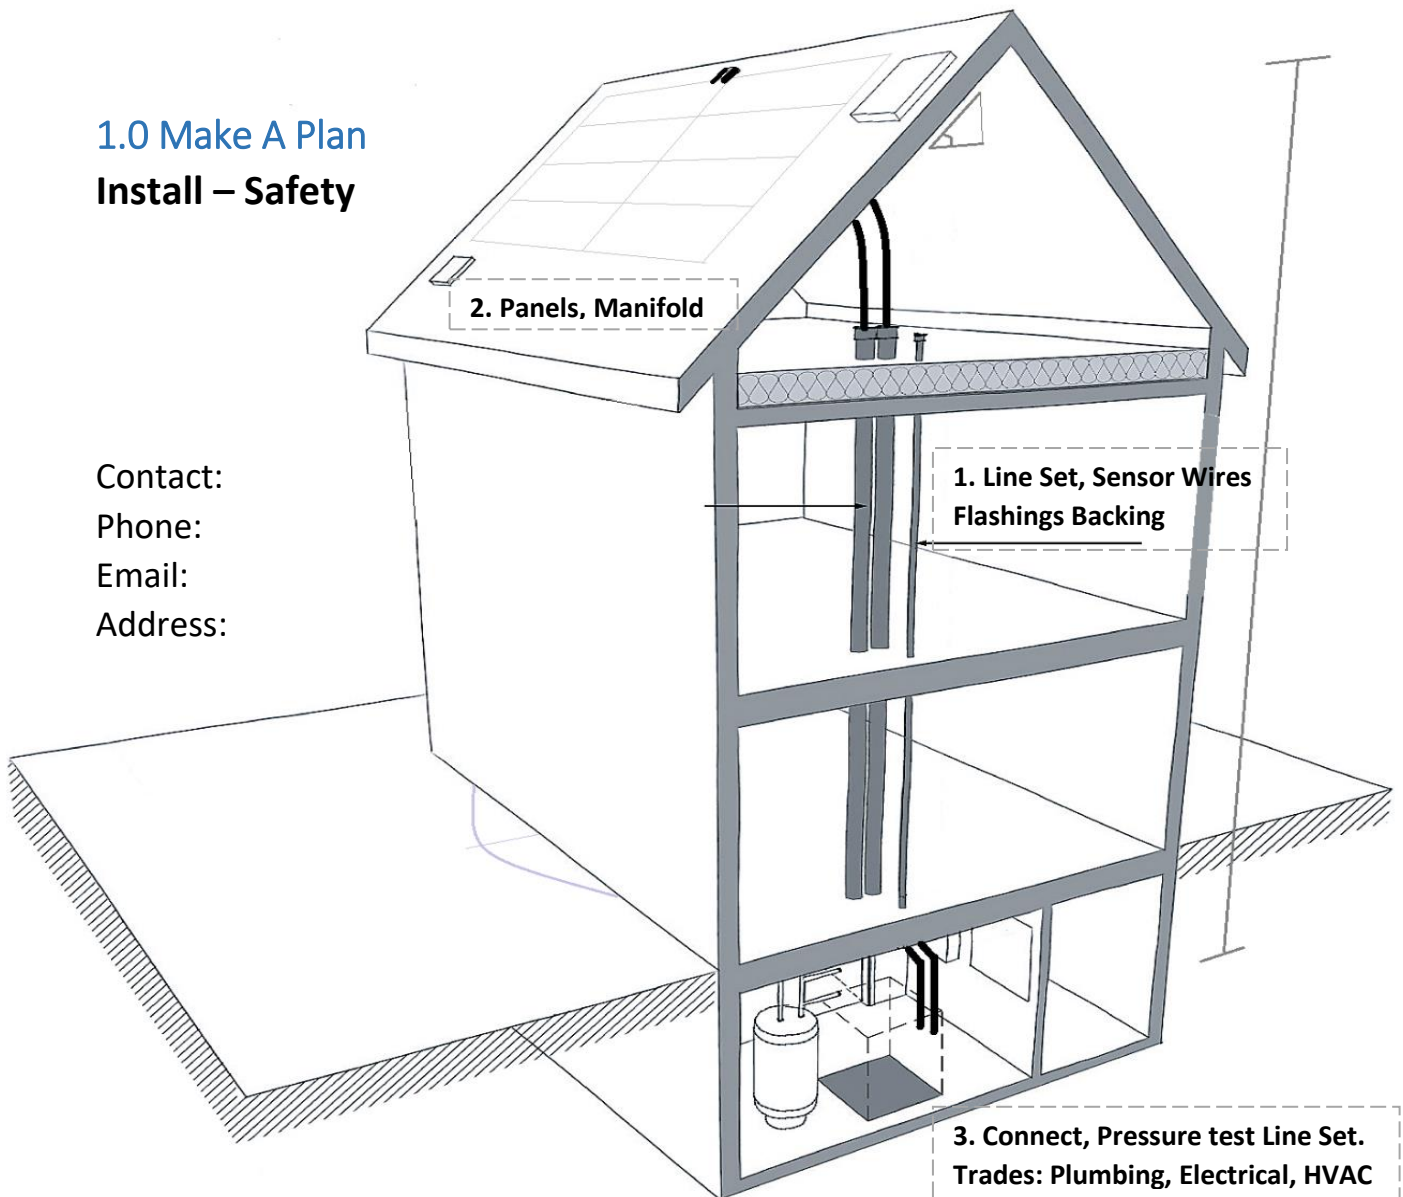 1.0 Make A Plan
Install – Safety
2. Panels, Manifold
Contact:
Phone:
Email:
Address:
1. Line Set, Sensor Wires
Flashings Backing
3. Connect, Pressure test Line Set.
Trades: Plumbing, Electrical, HVAC